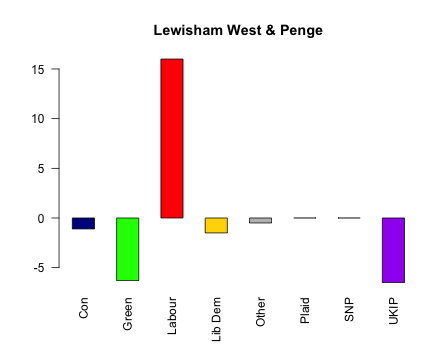 Lewisham West & Penge
15
10
5
0
-5
Con
Green
Labour
Lib Dem
Other
Plaid
SNP
UKIP